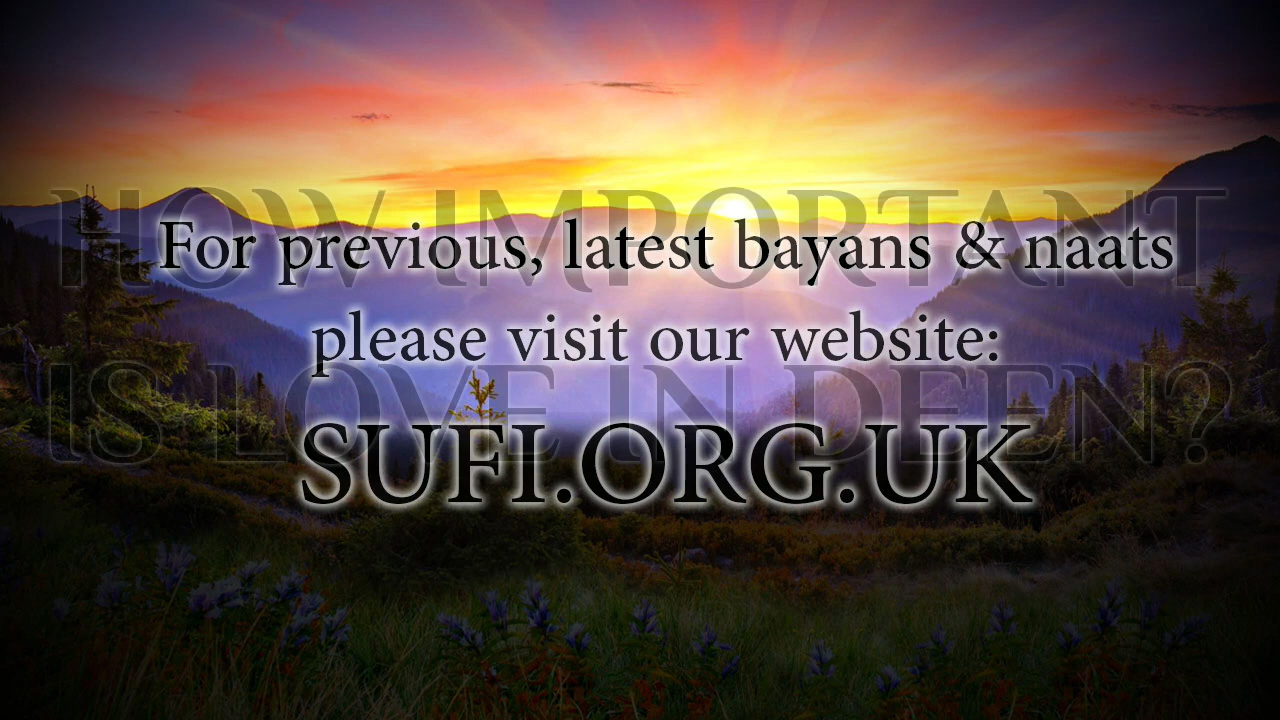 HOW IMPORTANT
For previous, latest bayans & naats
please visit our website:
IS LOVE IN DEEN?
SUFI.ORG.UK